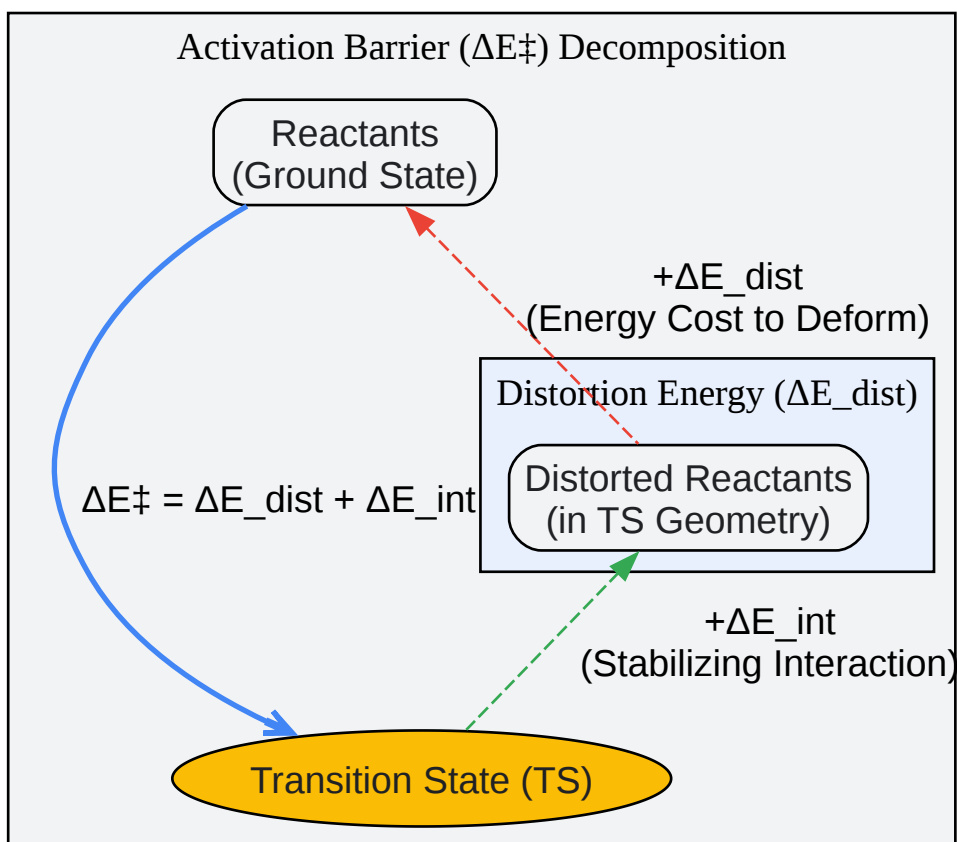 Activation Barrier (ΔE‡) Decomposition
Reactants
(Ground State)
+ΔE_dist
(Energy Cost to Deform)
Distortion Energy (ΔE_dist)
Distorted Reactants
(in TS Geometry)
ΔE‡ = ΔE_dist + ΔE_int
+ΔE_int
(Stabilizing Interaction)
Transition State (TS)